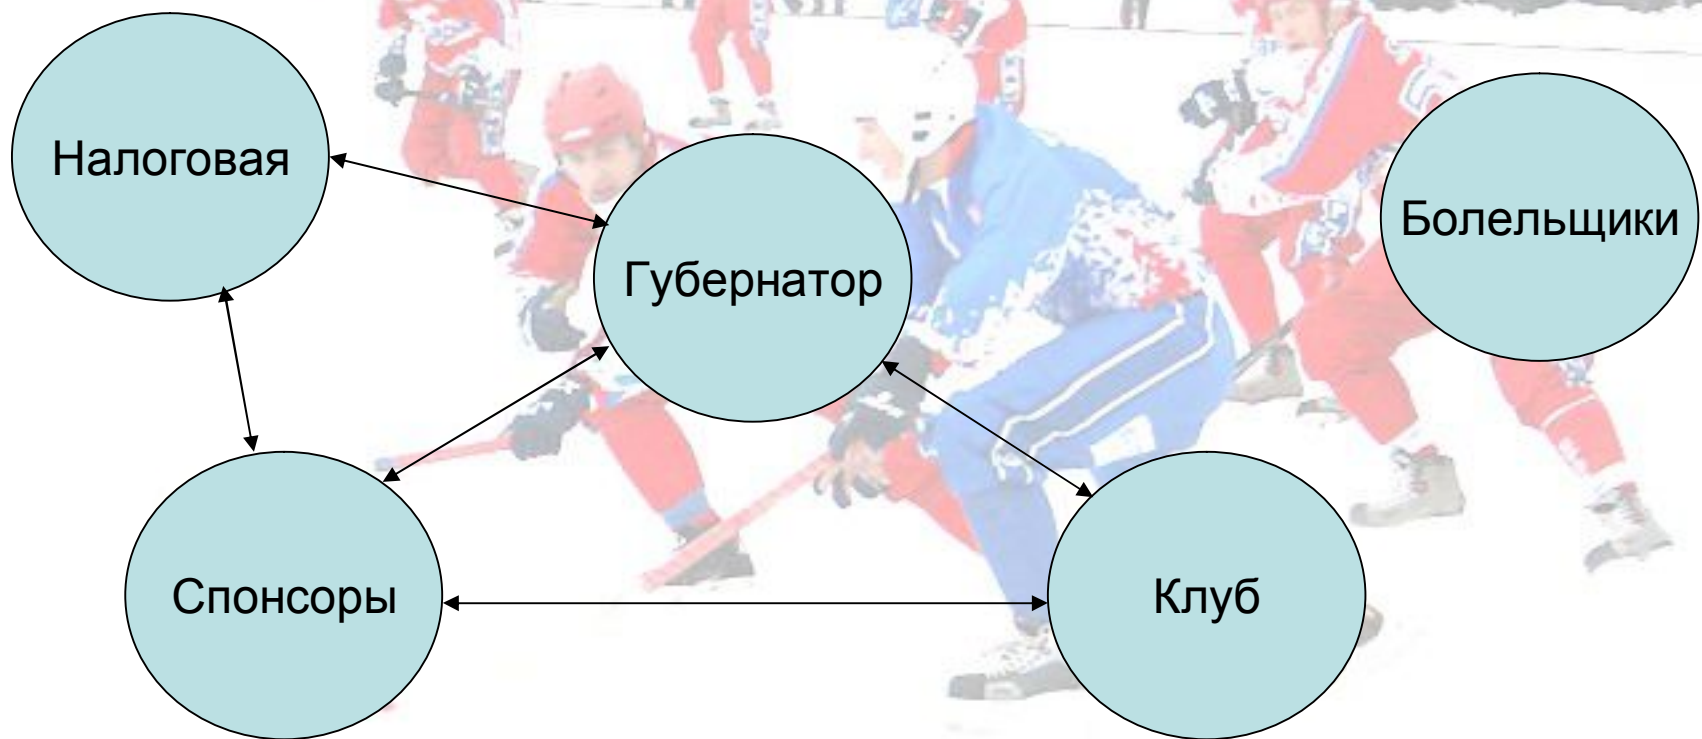 Налоговая
Губернатор
Болельщики
Спонсоры
Клуб